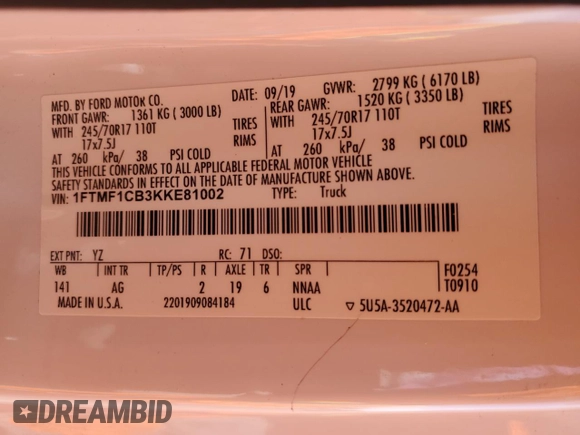 MFD. BY FORD MOTOR CO. DATE: 09/19 GVWR: 2799 KG ( 6170 LB)
FRONT GAWR: 1361 KG ( 3000 LB) REAR GAWR: 1520 KG ( 3350 LB)
WITH 245/70R17 110T TIRES WITH 245/70R17 110T TIRES
17x7.5J RIMS 17x7.5J RIMS
AT 260 kPa/ 38 PSI COLD AT 260 kPa/ 38 PSI COLD
THIS VEHICLE CONFORMS TO ALL APPLICABLE FEDERAL MOTOR VEHICLE
SAFETY STANDARDS IN EFFECT ON THE DATE OF MANUFACTURE SHOWN ABOVE.
VIN: 1FTMF1CB3KKE81002 TYPE: Truck
EXT PNT: YZ RC: 71 DSO:
WB INT TR TP/PS R AXLE TR SPR F0254
141 AG 2 19 6 NNAA T0910
MADE IN U.S.A. 2201909084184 ULC ▽ 5U5A-3520472-AA
DREAMBID